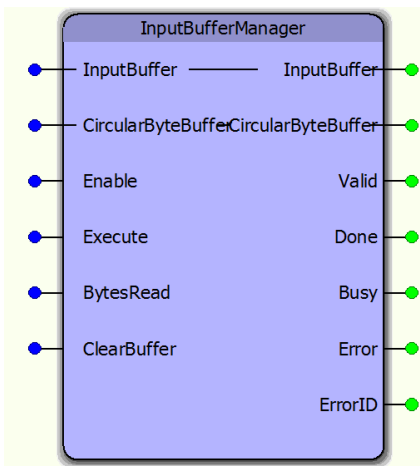 InputBufferManager
InputBuffer InputBuffer
CircularByteBuffer CircularByteBuffer
Enable Valid
Execute Done
BytesRead Busy
ClearBuffer Error
ErrorID